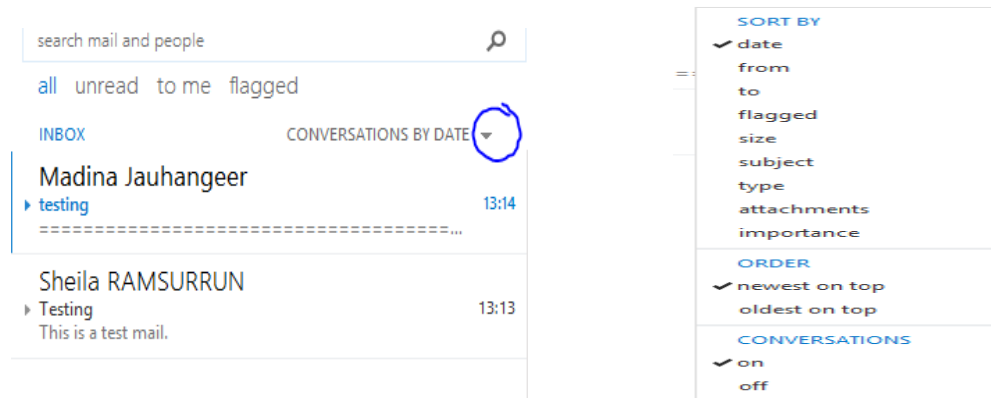 search mail and people
all unread to me flagged
INBOX CONVERSATIONS BY DATE
Madina Jauhangeer
testing 13:14
======================================...
Sheila RAMSURRUN
Testing 13:13
This is a test mail.
==
SORT BY
date
from
to
flagged
size
subject
type
attachments
importance
ORDER
newest on top
oldest on top
CONVERSATIONS
on
off